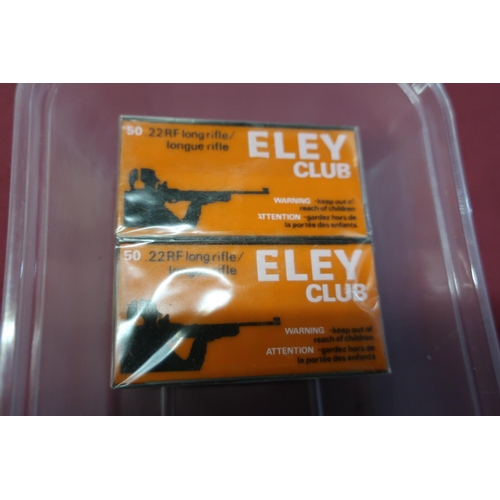 50 .22RF long rifle/
longue rifle
ELEY
CLUB
WARNING -keep out of
reach of children
ATTENTION -gardez hors de
la portée des enfants
50 .22RF long rifle/
longue rifle
ELEY
CLUB
WARNING -keep out of
reach of children
ATTENTION -gardez hors de
la portée des enfants